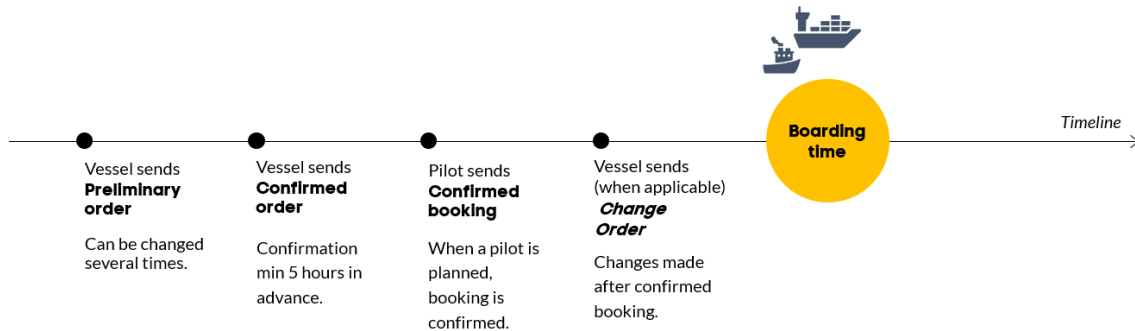 Timeline
Boarding
time
Vessel sends
Preliminary
order
Can be changed
several times.
Vessel sends
Confirmed
order
Confirmation
min 5 hours in
advance.
Pilot sends
Confirmed
booking
When a pilot is
planned,
booking is
confirmed.
Vessel sends
(when applicable)
Change
Order
Changes made
after confirmed
booking.